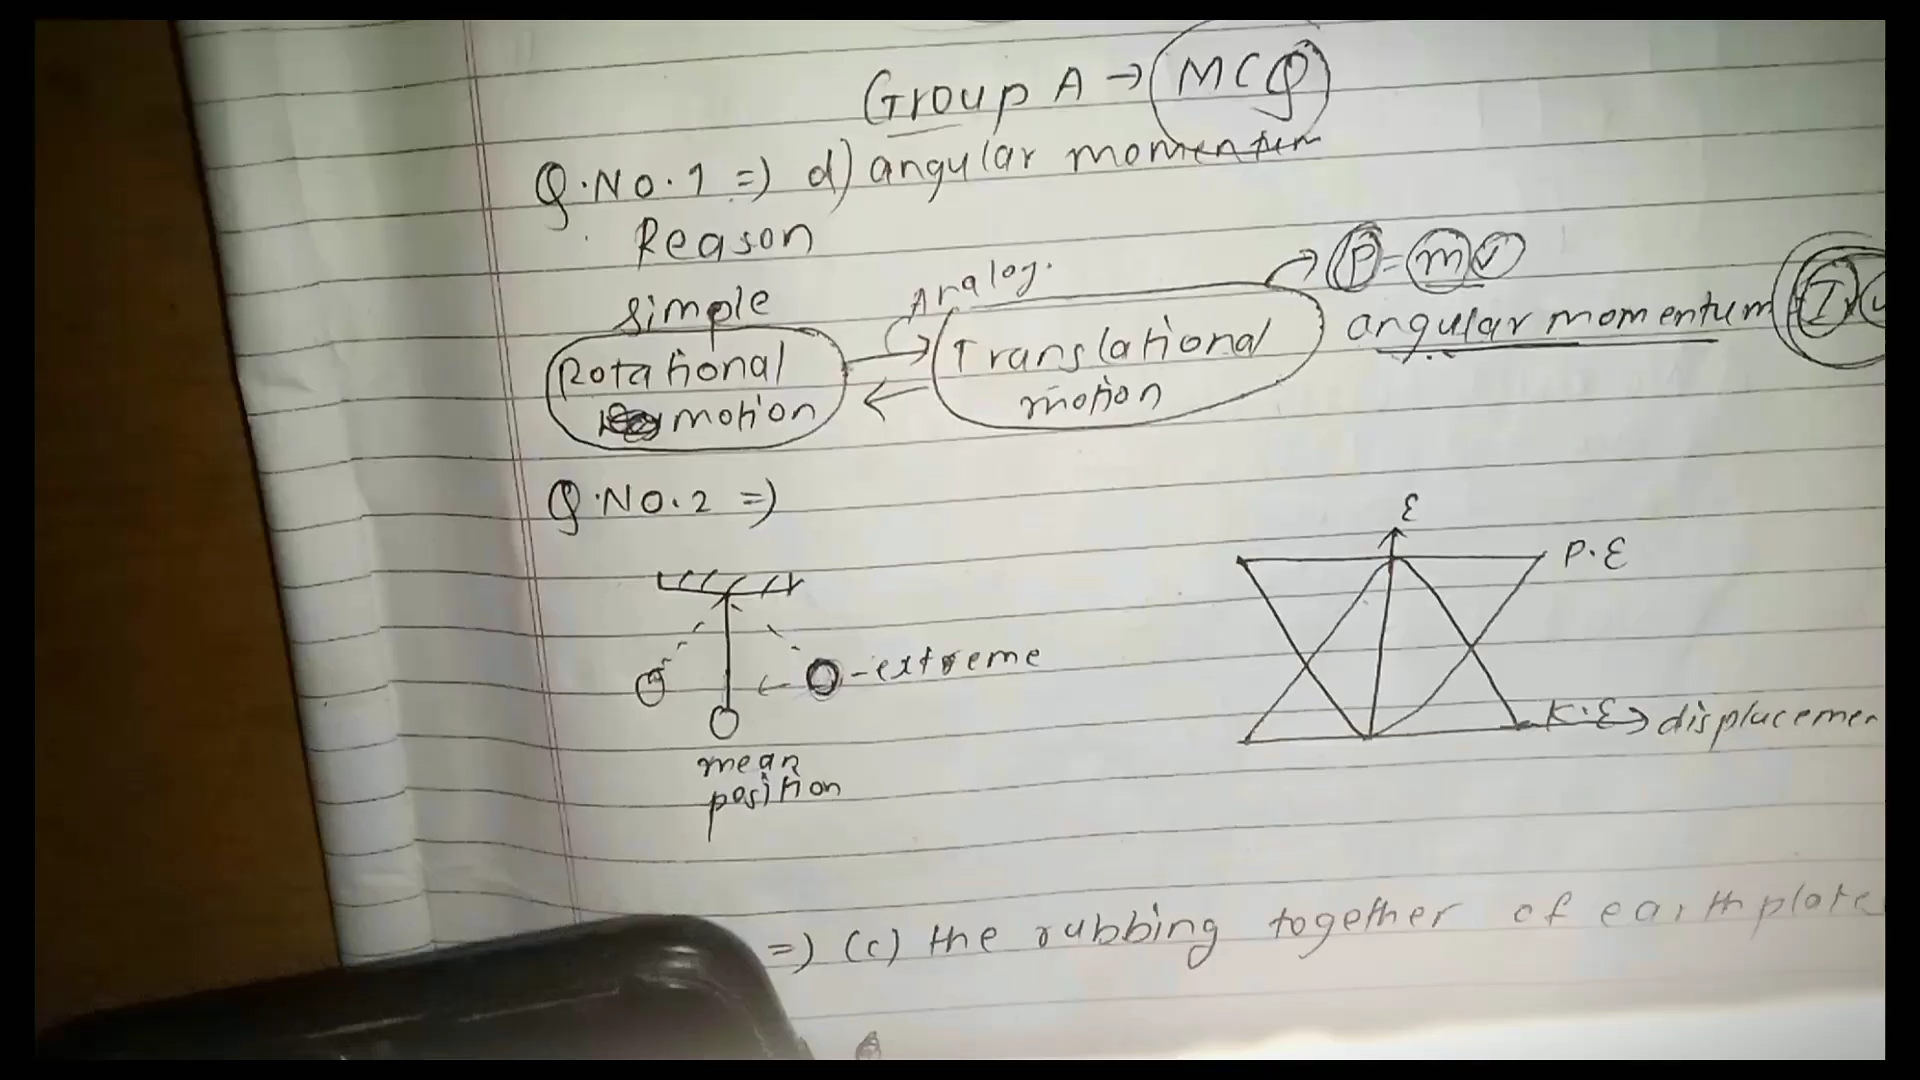 Group A → MCQ
Q.No.1 => d) angular momentum
Reason
simple
Rotational
motion
Analog.
Translational
motion
P = mv
angular momentum = I
Q.No.2 =>
extreme
mean
position
E
P.E
K.E → displacemen
=) (c) the rubbing together of earth plate